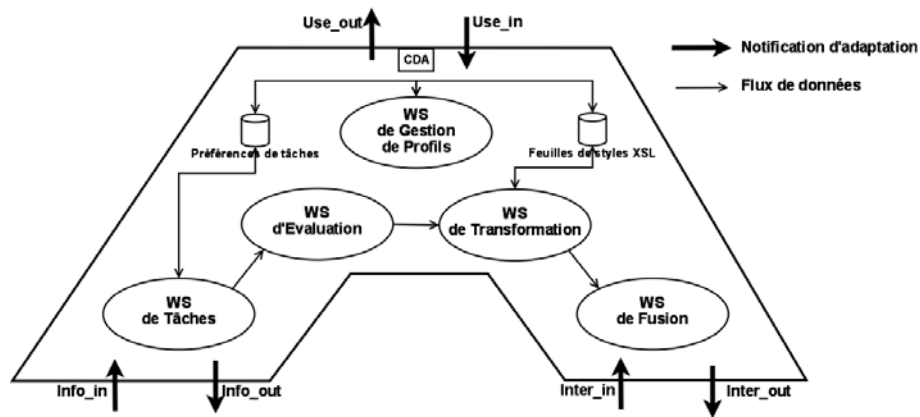 Use_out
Use_in
CDA
Notification d'adaptation
Flux de données
WS
de Gestion
de Profils
Préférences de tâches
Feuilles de styles XSL
WS
d'Evaluation
WS
de Transformation
WS
de Tâches
WS
de Fusion
Info_in
Info_out
Inter_in
Inter_out